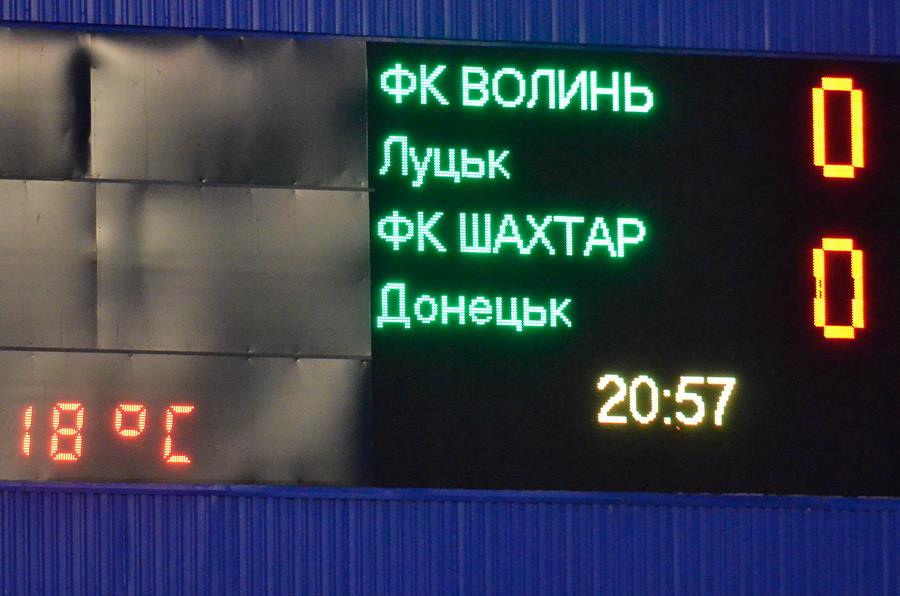 ФК ВОЛИНЬ 0
Луцьк
ФК ШАХТАР 0
Донецьк
20:57
18 °C